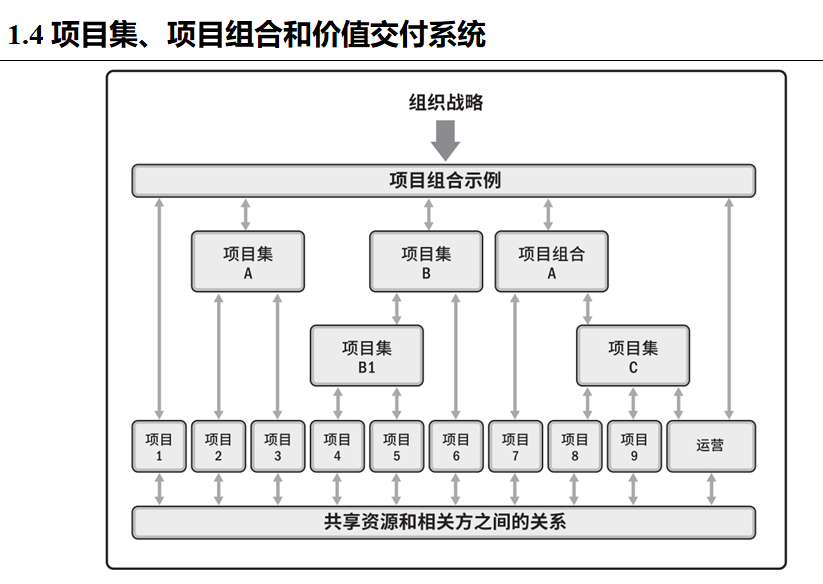 1.4 项目集、项目组合和价值交付系统
组织战略
项目组合示例
项目集
A
项目集
B
项目组合
A
项目集
B1
项目集
C
项目
1
项目
2
项目
3
项目
4
项目
5
项目
6
项目
7
项目
8
项目
9
运营
共享资源和相关方之间的关系